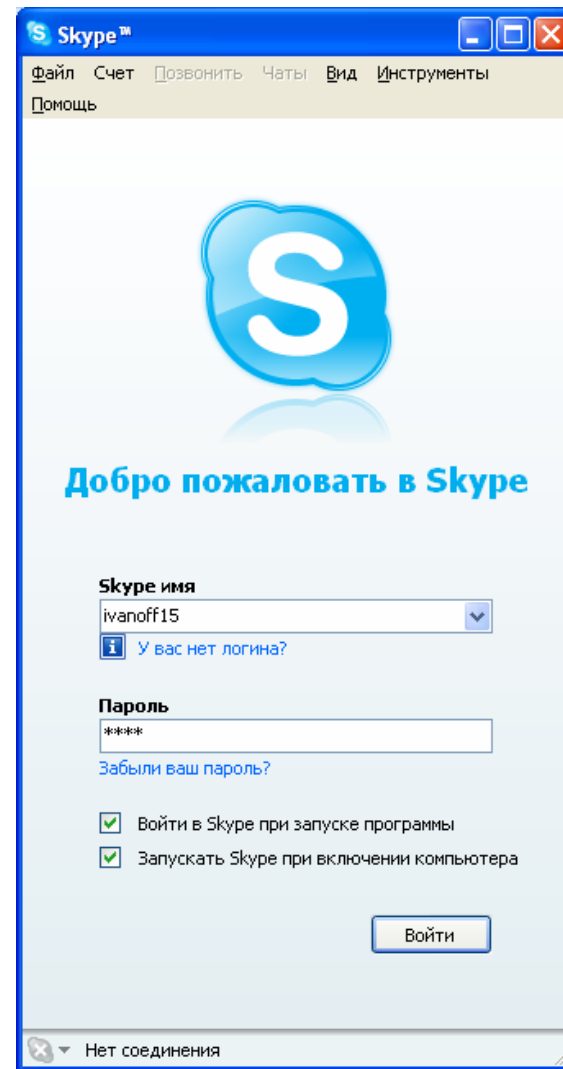 Skype™
Файл Счет Позвонить Чаты Вид Инструменты
Помощь
Добро пожаловать в Skype
Skype имя
ivanoff15
У вас нет логина?
Пароль
****
Забыли ваш пароль?
Войти в Skype при запуске программы
Запускать Skype при включении компьютера
Войти
Нет соединения